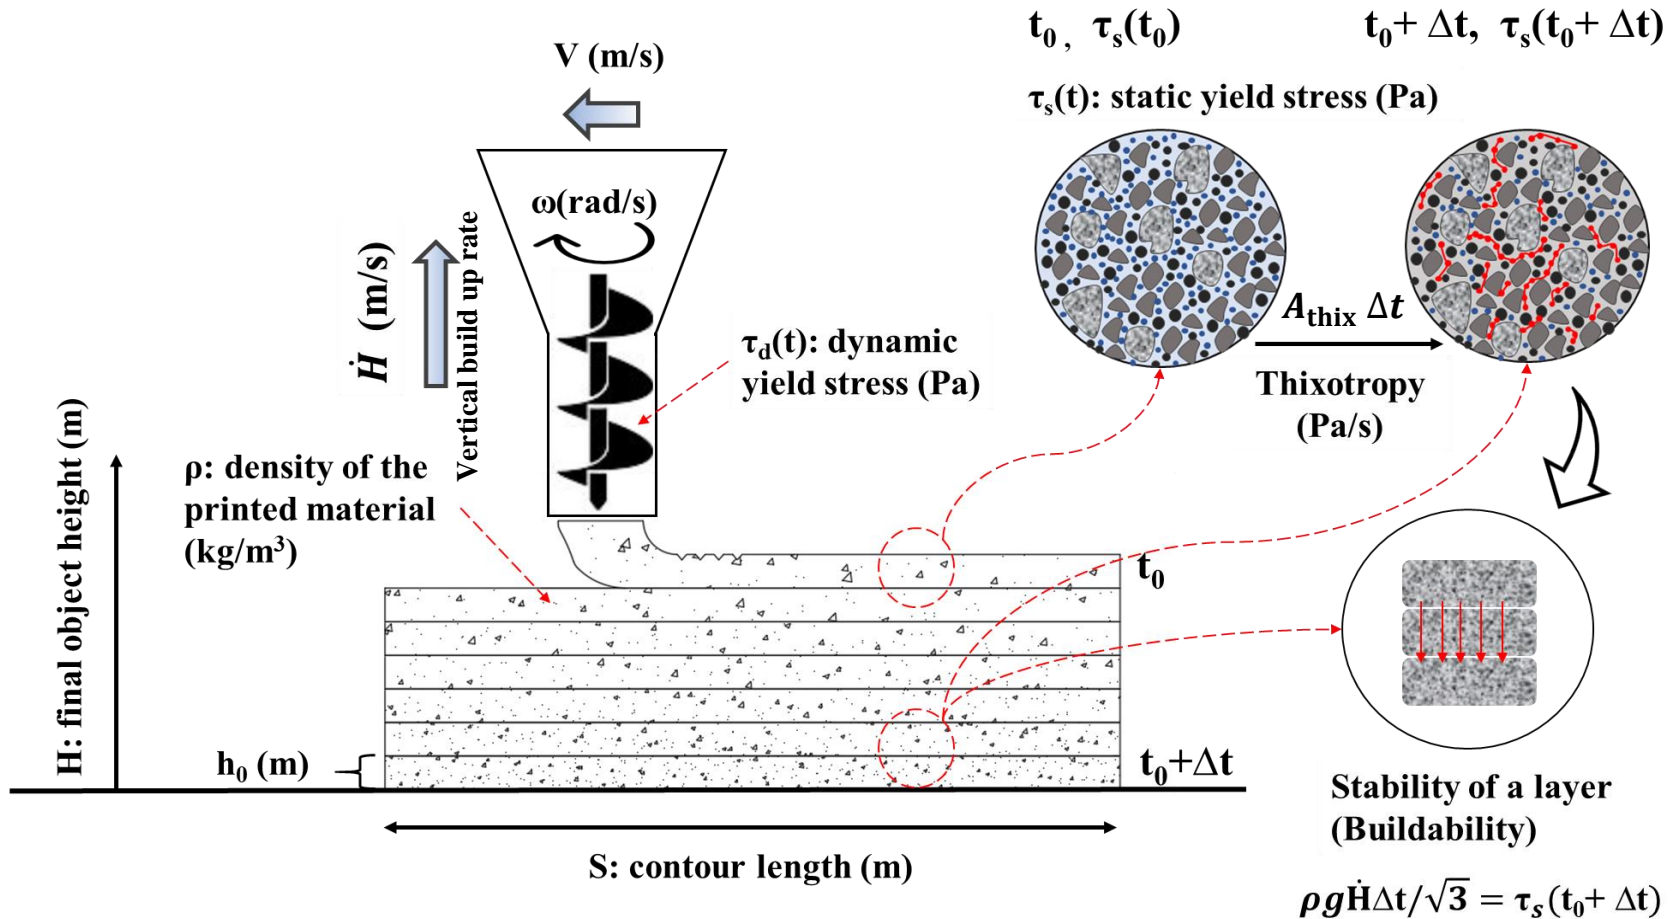 t₀ , τₛ(t₀)
t₀+ Δt, τₛ(t₀+ Δt)
V (m/s)
τₛ(t): static yield stress (Pa)
ω(rad/s)
Ḣ (m/s)
Vertical build up rate
A_thix Δt
Thixotropy
(Pa/s)
τ_d(t): dynamic
yield stress (Pa)
ρ: density of the
printed material
(kg/m³)
H: final object height (m)
t₀
h₀ (m)
t₀+Δt
S: contour length (m)
Stability of a layer
(Buildability)
ρgḢΔt/√3 = τₛ(t₀+ Δt)